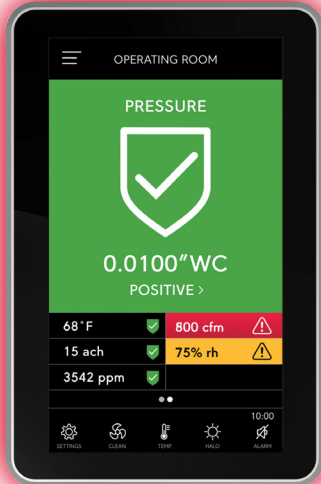 OPERATING ROOM
PRESSURE
0.0100"WC
POSITIVE >
68°F
800 cfm
15 ach
75% rh
3542 ppm
10:00
SETTINGS
CLEAN
TEMP.
HALO
ALARM